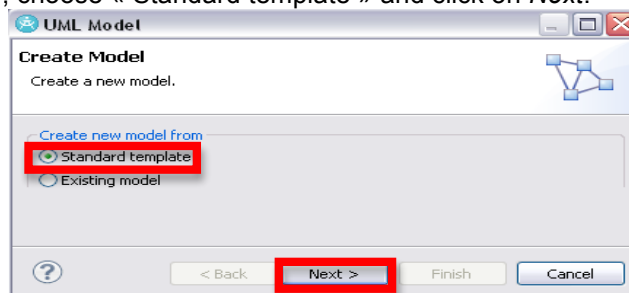 , choose « Standard template » and click on Next.
UML Model
Create Model
Create a new model.
Create new model from
Standard template
Existing model
? < Back Next > Finish Cancel